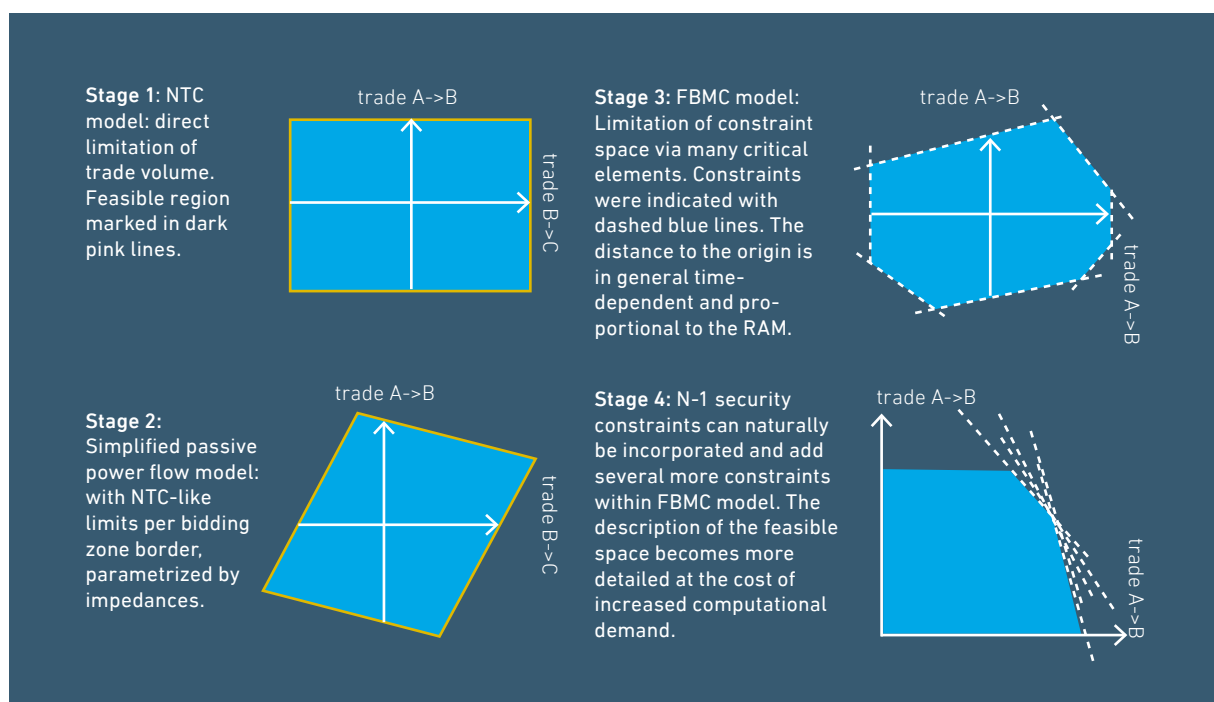 Stage 1: NTC
model: direct
limitation of
trade volume.
Feasible region
marked in dark
pink lines.
trade A->B
trade B->C
Stage 2:
Simplified passive
power flow model:
with NTC-like
limits per bidding
zone border,
parametrized by
impedances.
trade A->B
trade B->C
Stage 3: FBMC model:
Limitation of constraint
space via many critical
elements. Constraints
were indicated with
dashed blue lines. The
distance to the origin is
in general time-
dependent and pro-
portional to the RAM.
trade A->B
trade A->B
Stage 4: N-1 security
constraints can naturally
be incorporated and add
several more constraints
within FBMC model. The
description of the feasible
space becomes more
detailed at the cost of
increased computational
demand.
trade A->B
trade A->B